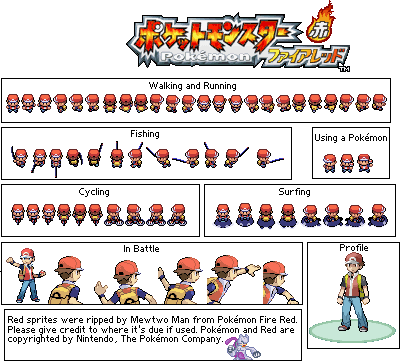 ポケットモンスター
赤
ファイアレッド
Pokémon
TM
Walking and Running
Fishing
Using a Pokémon
Cycling
Surfing
In Battle
Profile
Red sprites were ripped by Mewtwo Man from Pokémon Fire Red.
Please give credit to where it's due if used. Pokémon and Red are
copyrighted by Nintendo, The Pokémon Company.